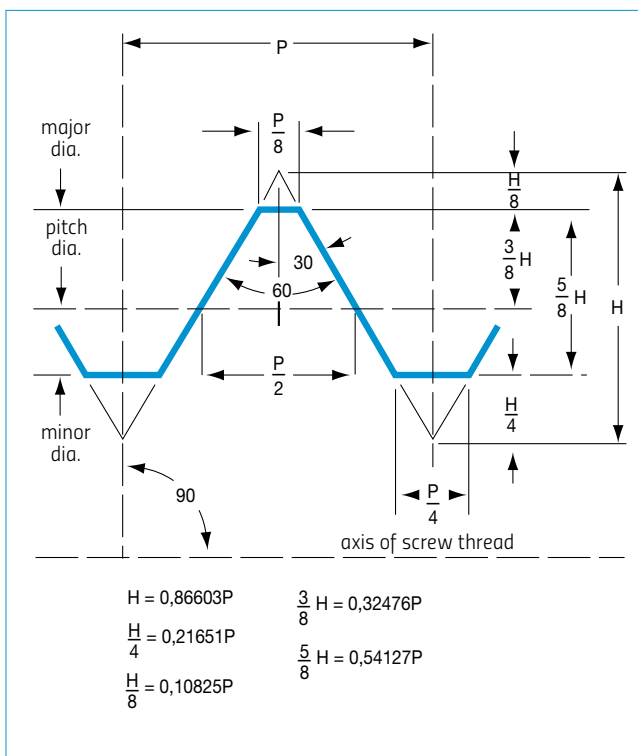 P
P
8
major
dia.
H
8
pitch
dia.
3
8 H
30
5
8 H
H
60
P
2
H
4
minor
dia.
P
4
90
axis of screw thread
H = 0,86603P
3
8 H = 0,32476P
H
4 = 0,21651P
5
8 H = 0,54127P
H
8 = 0,10825P